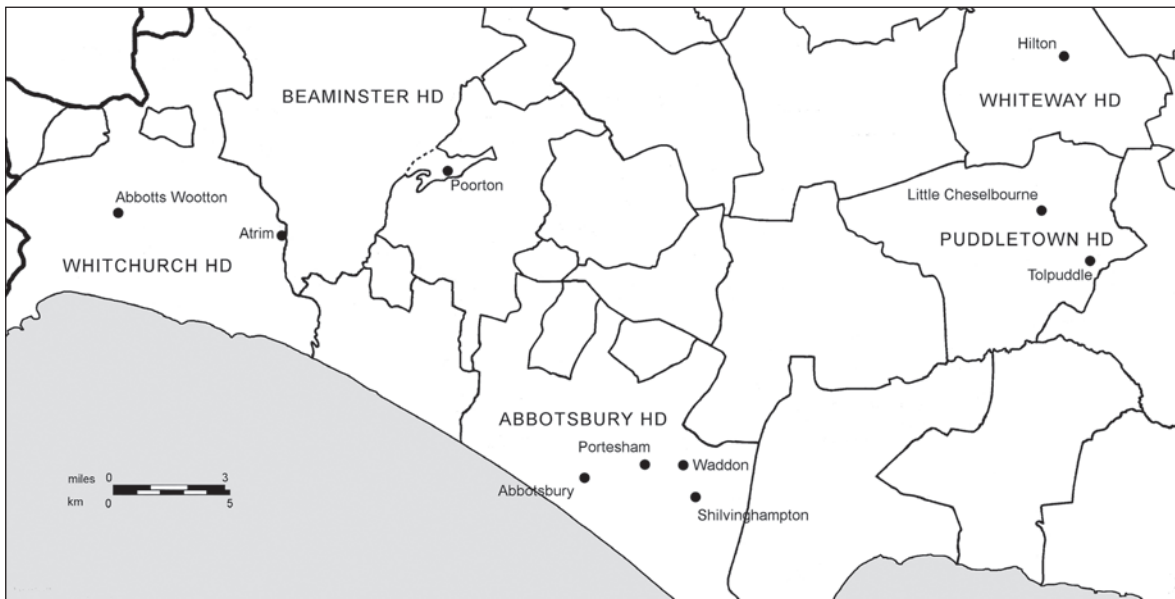 Hilton
BEAMINSTER HD
WHITEWAY HD
Poorton
Abbotts Wootton
Little Cheselbourne
Atrim
PUDDLETOWN HD
WHITCHURCH HD
Tolpuddle
ABBOTSBURY HD
Portesham
Waddon
Abbotsbury
Shilvinghampton
miles 0 3
km 0 5